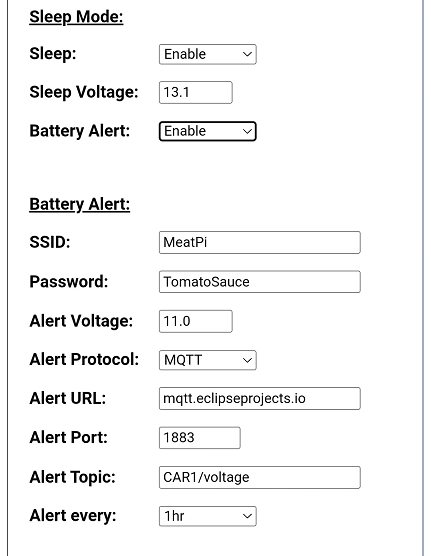 Sleep Mode:
Sleep: Enable
Sleep Voltage: 13.1
Battery Alert: Enable
Battery Alert:
SSID: MeatPi
Password: TomatoSauce
Alert Voltage: 11.0
Alert Protocol: MQTT
Alert URL: mqtt.eclipseprojects.io
Alert Port: 1883
Alert Topic: CAR1/voltage
Alert every: 1hr